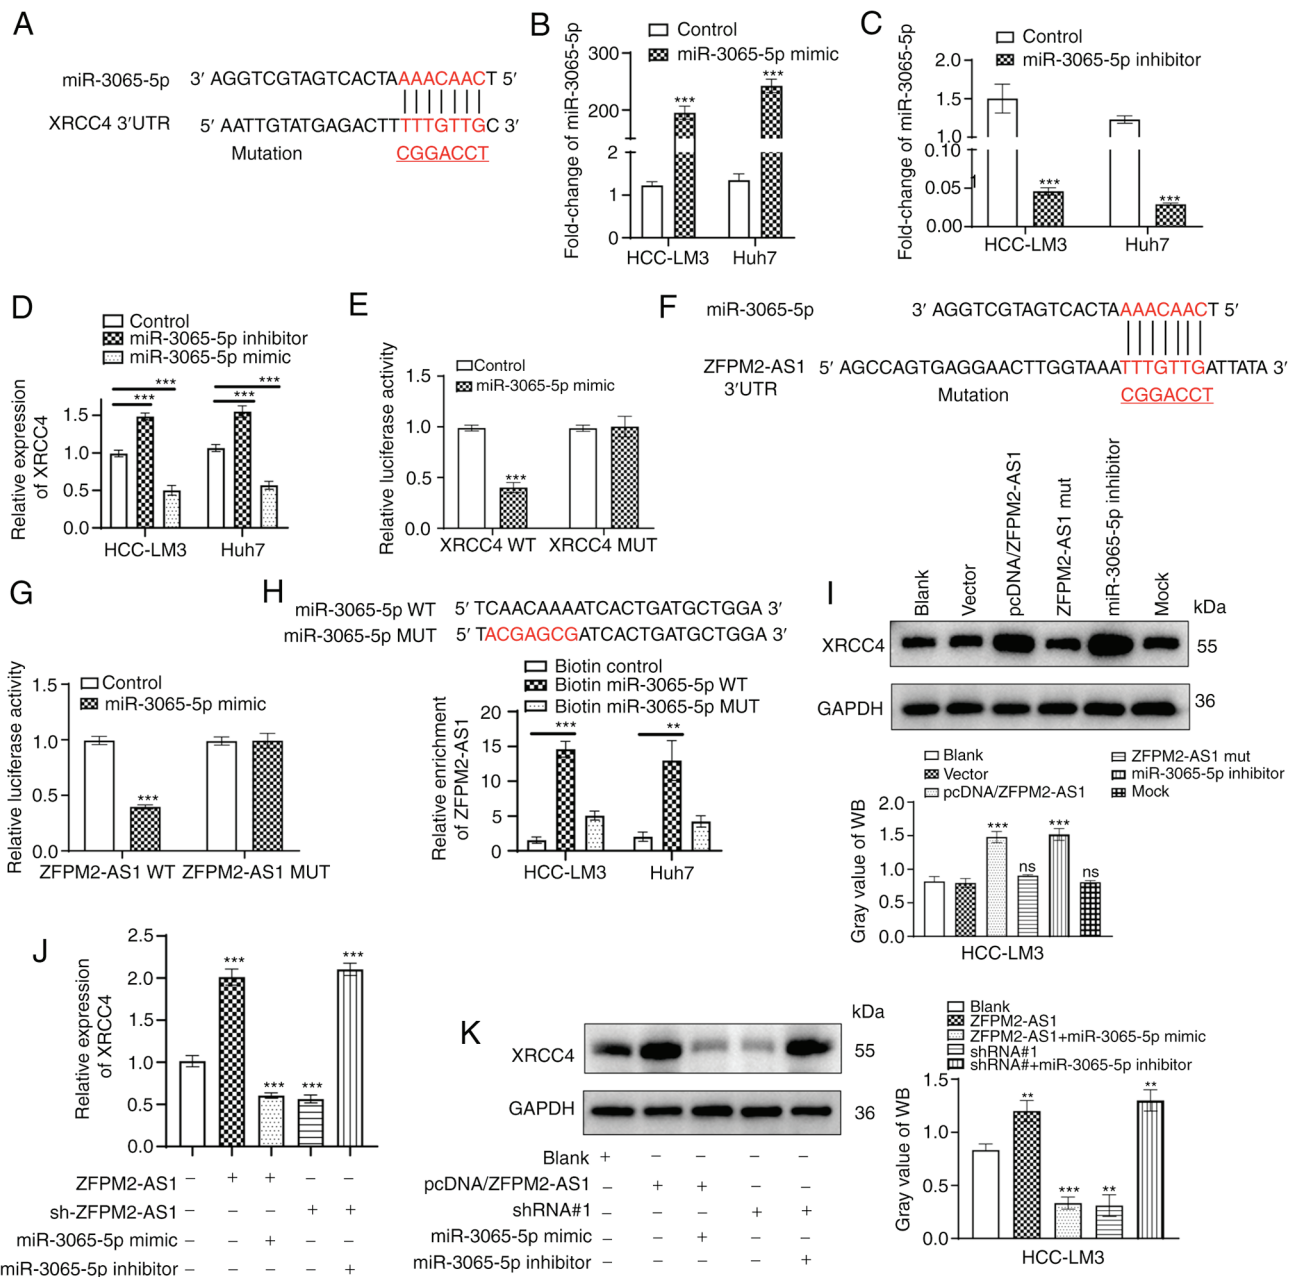 A
miR-3065-5p 3′ AGGTCGTAGTCACTAAAACAACT 5′
XRCC4 3′UTR 5′ AATTGTATGAGACTTTTTGTTGC 3′
Mutation CGGACCT
B
Control
miR-3065-5p mimic
Fold-change of miR-3065-5p
300
200
2
1
0
***
***
HCC-LM3 Huh7
C
Control
miR-3065-5p inhibitor
Fold-change of miR-3065-5p
2.0
1.5
1.0
0.10
0.05
0.00
1
***
***
HCC-LM3 Huh7
D
Control
miR-3065-5p inhibitor
miR-3065-5p mimic
Relative expression
of XRCC4
1.5
1.0
0.5
0.0
***
***
***
***
HCC-LM3 Huh7
E
Control
miR-3065-5p mimic
Relative luciferase activity
1.5
1.0
0.5
0.0
***
XRCC4 WT XRCC4 MUT
F
miR-3065-5p 3′ AGGTCGTAGTCACTAAAACAACT 5′
ZFPM2-AS1 5′ AGCCAGTGAGGAACTTGGTAAATTTGTTGATTATA 3′
3′UTR
Mutation CGGACCT
G
Control
miR-3065-5p mimic
Relative luciferase activity
1.5
1.0
0.5
0.0
***
ZFPM2-AS1 WT ZFPM2-AS1 MUT
H
miR-3065-5p WT 5′ TCAACAAAATCACTGATGCTGGA 3′
miR-3065-5p MUT 5′ TACGAGCGATCACTGATGCTGGA 3′
Biotin control
Biotin miR-3065-5p WT
Biotin miR-3065-5p MUT
Relative enrichment
of ZFPM2-AS1
20
15
10
5
0
***
**
HCC-LM3 Huh7
I
Blank
Vector
pcDNA/ZFPM2-AS1
ZFPM2-AS1 mut
miR-3065-5p inhibitor
Mock
kDa
XRCC4 55
GAPDH 36
Blank
Vector
pcDNA/ZFPM2-AS1
ZFPM2-AS1 mut
miR-3065-5p inhibitor
Mock
Gray value of WB
2.0
1.5
1.0
0.5
0.0
***
ns
***
ns
HCC-LM3
J
Relative expression
of XRCC4
2.5
2.0
1.5
1.0
0.5
0.0
***
***
***
***
ZFPM2-AS1 − + + − −
sh-ZFPM2-AS1 − − − + +
miR-3065-5p mimic − − + − −
miR-3065-5p inhibitor − − − − +
K
kDa
XRCC4 55
GAPDH 36
Blank + − − − −
pcDNA/ZFPM2-AS1 − + + − −
shRNA#1 − − − + +
miR-3065-5p mimic − − + − −
miR-3065-5p inhibitor − − − − +
Blank
ZFPM2-AS1
ZFPM2-AS1+miR-3065-5p mimic
shRNA#1
shRNA#+miR-3065-5p inhibitor
Gray value of WB
1.5
1.0
0.5
0.0
**
***
**
**
HCC-LM3